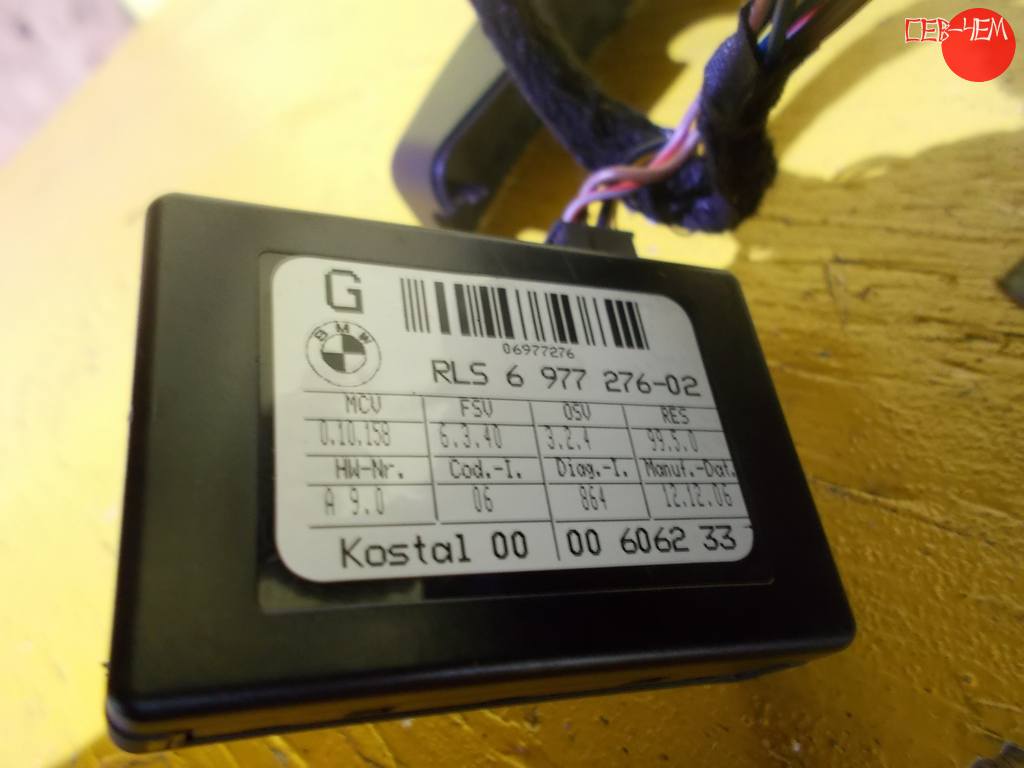 СЕВ-ЧЕМ
G
BMW
06977276
RLS 6 977 276-02
MCV FSV OSV RES
0.10.158 6.3.40 3.2.4 99.5.0
HW-Nr. Cod.-I. Diag.-I. Manuf.-Dat.
A 9.0 06 864 12.12.06
Kostal 00 00 6062 33